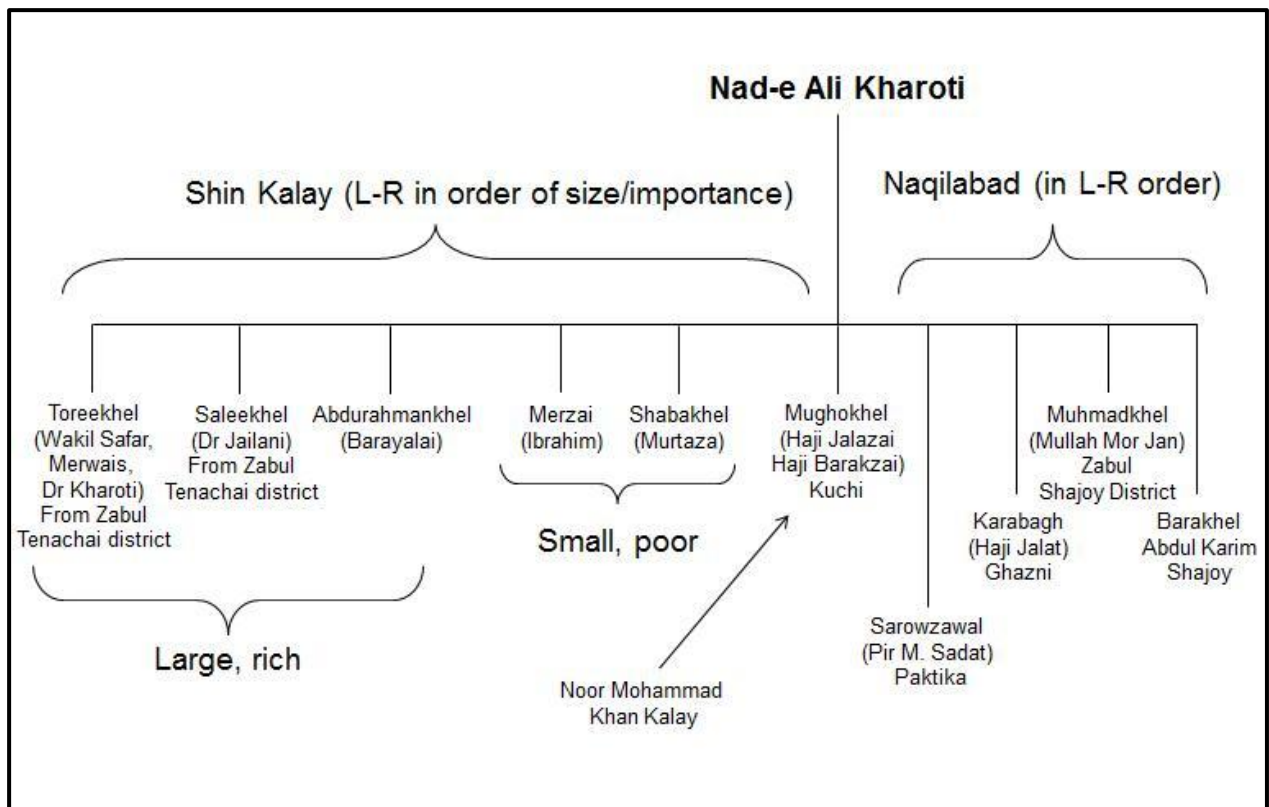 Nad-e Ali Kharoti
Shin Kalay (L-R in order of size/importance)
Naqilabad (in L-R order)
Toreekhel
(Wakil Safar,
Merwais,
Dr Kharoti)
From Zabul
Tenachai district
Saleekhel
(Dr Jailani)
From Zabul
Tenachai district
Abdurahmankhel
(Barayalai)
Large, rich
Merzai
(Ibrahim)
Shabakhel
(Murtaza)
Small, poor
Mughokhel
(Haji Jalazai
Haji Barakzai)
Kuchi
Noor Mohammad
Khan Kalay
Sarowzawal
(Pir M. Sadat)
Paktika
Karabagh
(Haji Jalat)
Ghazni
Muhmadkhel
(Mullah Mor Jan)
Zabul
Shajoy District
Barakhel
Abdul Karim
Shajoy